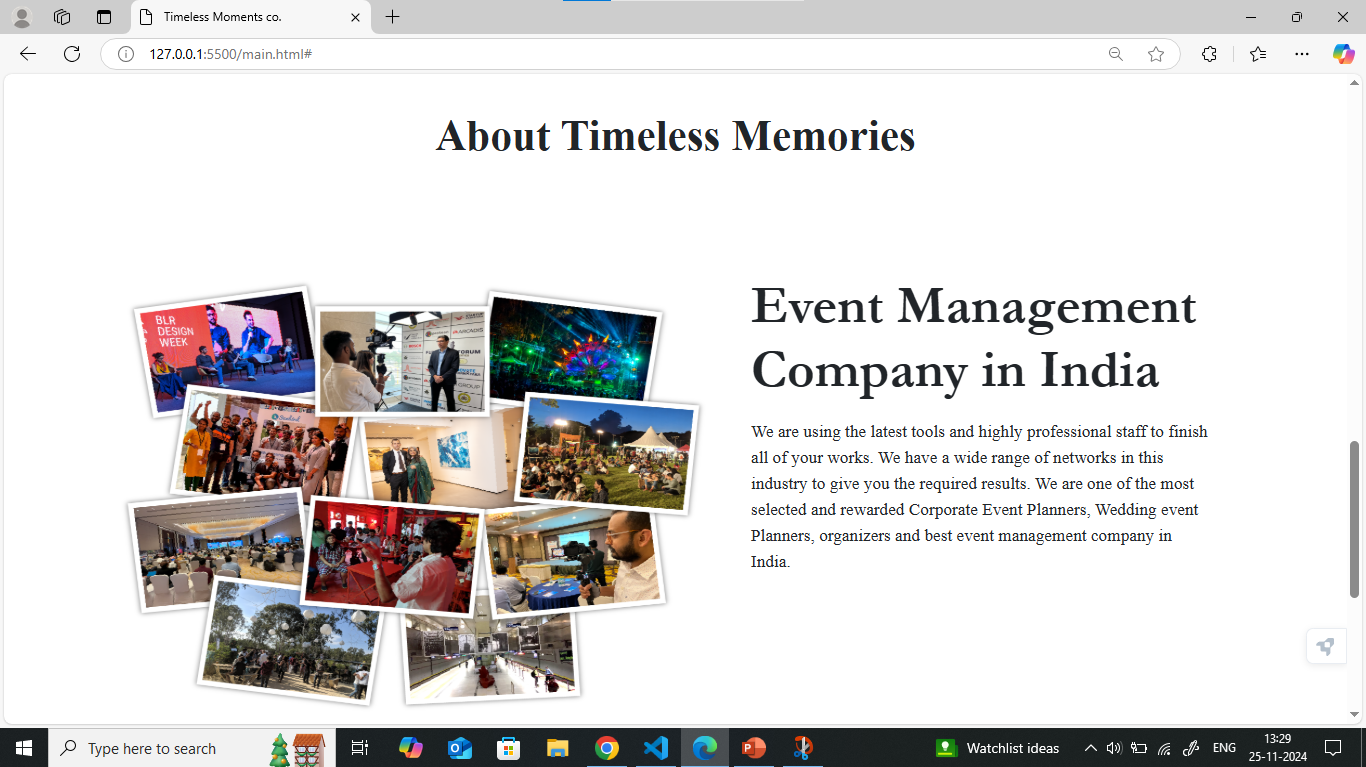 Timeless Moments co.
127.0.0.1:5500/main.html#
About Timeless Memories
BLR
DESIGN
WEEK
ARCADIS
GROUP
Event Management
Company in India
We are using the latest tools and highly professional staff to finish
all of your works. We have a wide range of networks in this
industry to give you the required results. We are one of the most
selected and rewarded Corporate Event Planners, Wedding event
Planners, organizers and best event management company in
India.
Type here to search
Watchlist ideas
ENG
13:29
25-11-2024